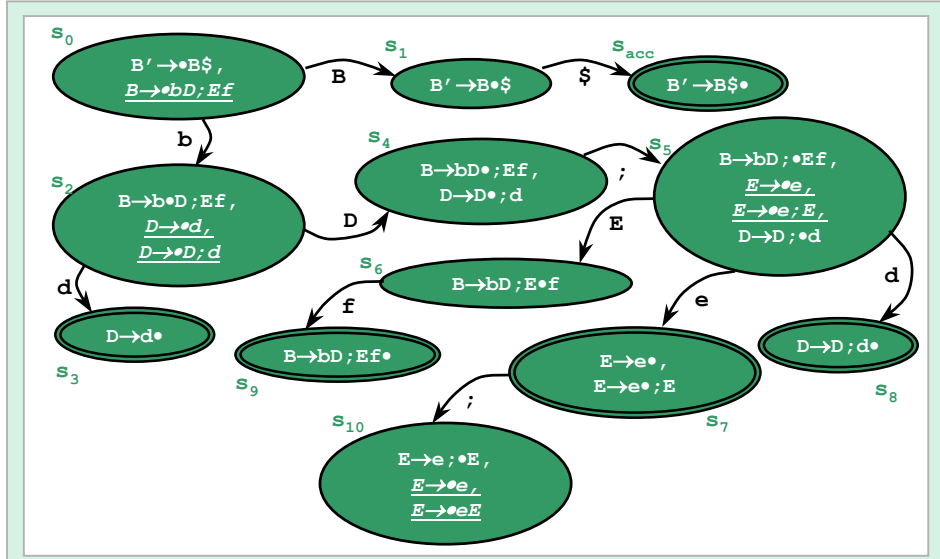 s0
B'→•B$,
B→•bD;Ef
B
s1
B'→B•$
$
sacc
B'→B$•
b
s2
B→b•D;Ef,
D→•d,
D→•D;d
D
s4
B→bD•;Ef,
D→D•;d
;
s5
B→bD;•Ef,
E→•e,
E→•e;E,
D→D;•d
d
D→d•
s3
E
s6
B→bD;E•f
f
B→bD;Ef•
s9
e
E→e•,
E→e•;E
s7
d
D→D;d•
s8
;
s10
E→e;•E,
E→•e,
E→•eE